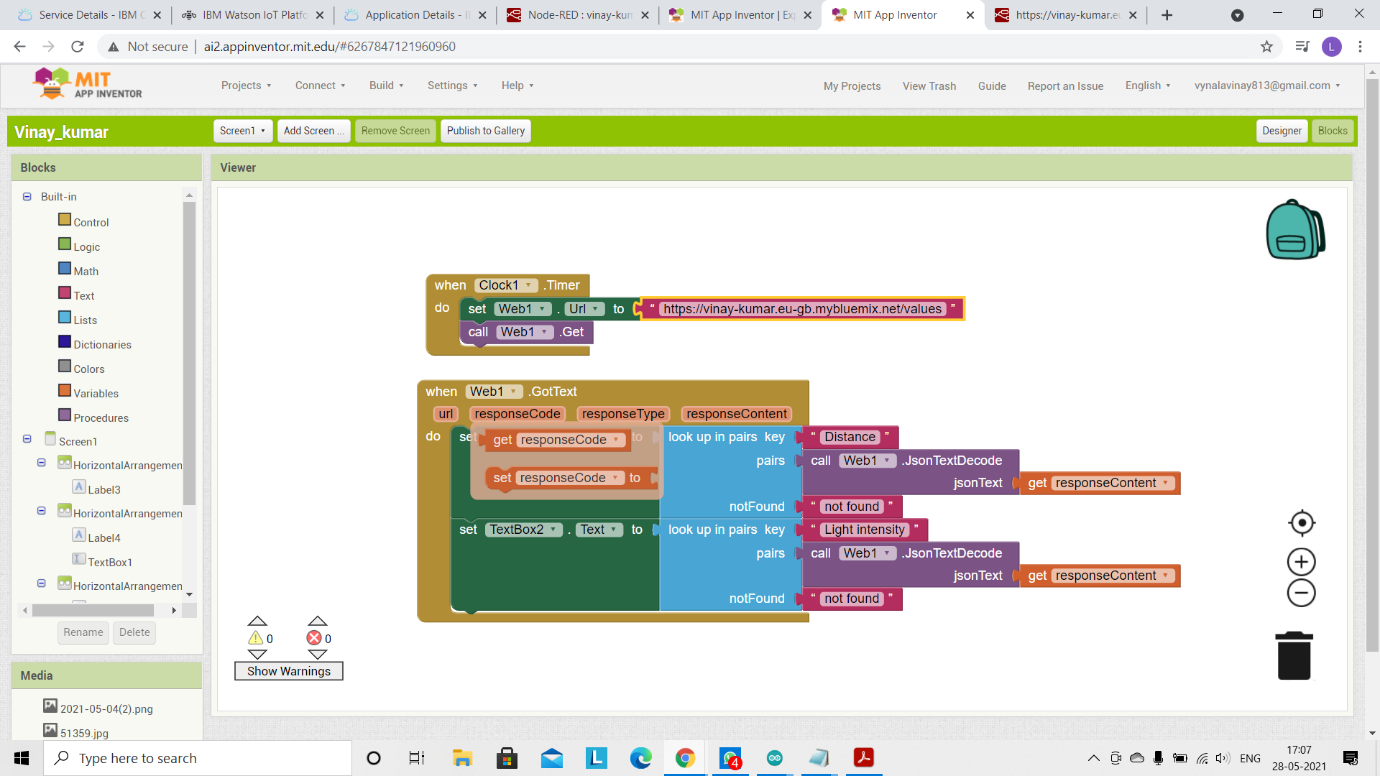 Service Details - IBM C
IBM Watson IoT Platfo
Application Details - I
Node-RED : vinay-kum
MIT App Inventor | Exp
MIT App Inventor
https://vinay-kumar.eu
Not secure | ai2.appinventor.mit.edu/#6267847121960960
L
MIT
APP INVENTOR
Projects
Connect
Build
Settings
Help
My Projects
View Trash
Guide
Report an Issue
English
vynalavinay813@gmail.com
Vinay_kumar
Screen1
Add Screen ...
Remove Screen
Publish to Gallery
Designer
Blocks
Blocks
Built-in
Control
Logic
Math
Text
Lists
Dictionaries
Colors
Variables
Procedures
Screen1
HorizontalArrangemen
Label3
HorizontalArrangemen
Label4
TextBox1
HorizontalArrangemen
Rename
Delete
Media
2021-05-04(2).png
51359.jpg
Viewer
when Clock1 .Timer
do set Web1 . Url to " https://vinay-kumar.eu-gb.mybluemix.net/values "
call Web1 .Get
when Web1 .GotText
url responseCode responseType responseContent
do se to look up in pairs key " Distance "
get responseCode
pairs call Web1 .JsonTextDecode
set responseCode to
jsonText get responseContent
notFound " not found "
set TextBox2 . Text to look up in pairs key " Light intensity "
pairs call Web1 .JsonTextDecode
jsonText get responseContent
notFound " not found "
0 0
Show Warnings
Type here to search
L
4
ENG
17:07
28-05-2021